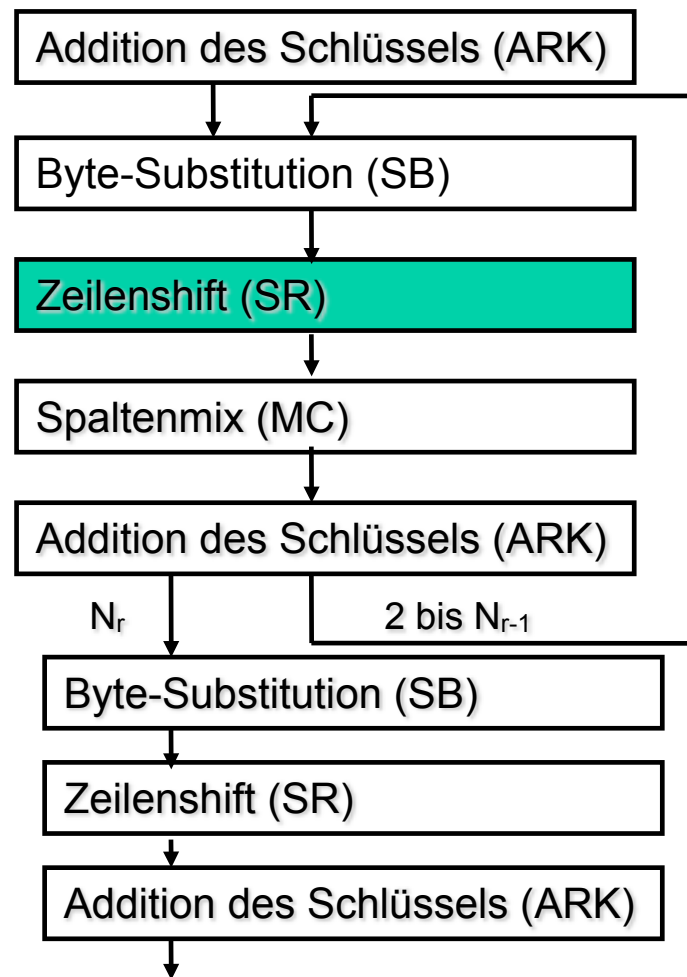 Addition des Schlüssels (ARK)
Byte-Substitution (SB)
Zeilenshift (SR)
Spaltenmix (MC)
Addition des Schlüssels (ARK)
Nr 2 bis Nr-1
Byte-Substitution (SB)
Zeilenshift (SR)
Addition des Schlüssels (ARK)